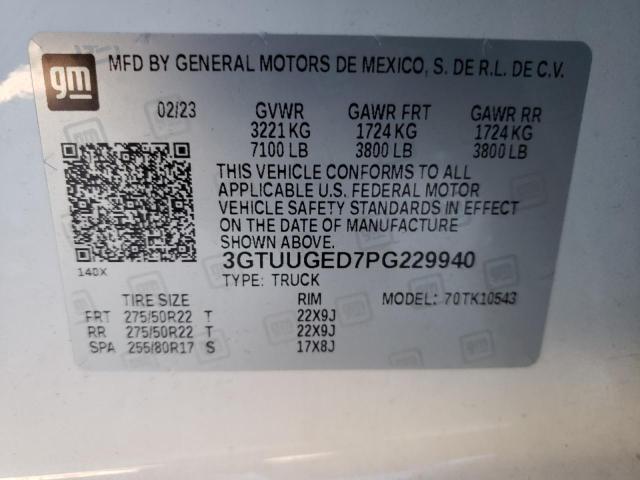 gm MFD BY GENERAL MOTORS DE MEXICO, S. DE R.L. DE C.V.
02/23 GVWR GAWR FRT GAWR RR
3221 KG 1724 KG 1724 KG
7100 LB 3800 LB 3800 LB
THIS VEHICLE CONFORMS TO ALL
APPLICABLE U.S. FEDERAL MOTOR
VEHICLE SAFETY STANDARDS IN EFFECT
ON THE DATE OF MANUFACTURE
3GTUUGED7PG229940
140X TYPE: TRUCK
TIRE SIZE RIM MODEL: 70TK10543
FRT 275/50R22 T 22X9J
RR 275/50R22 T 22X9J
SPA 255/80R17 S 17X8J